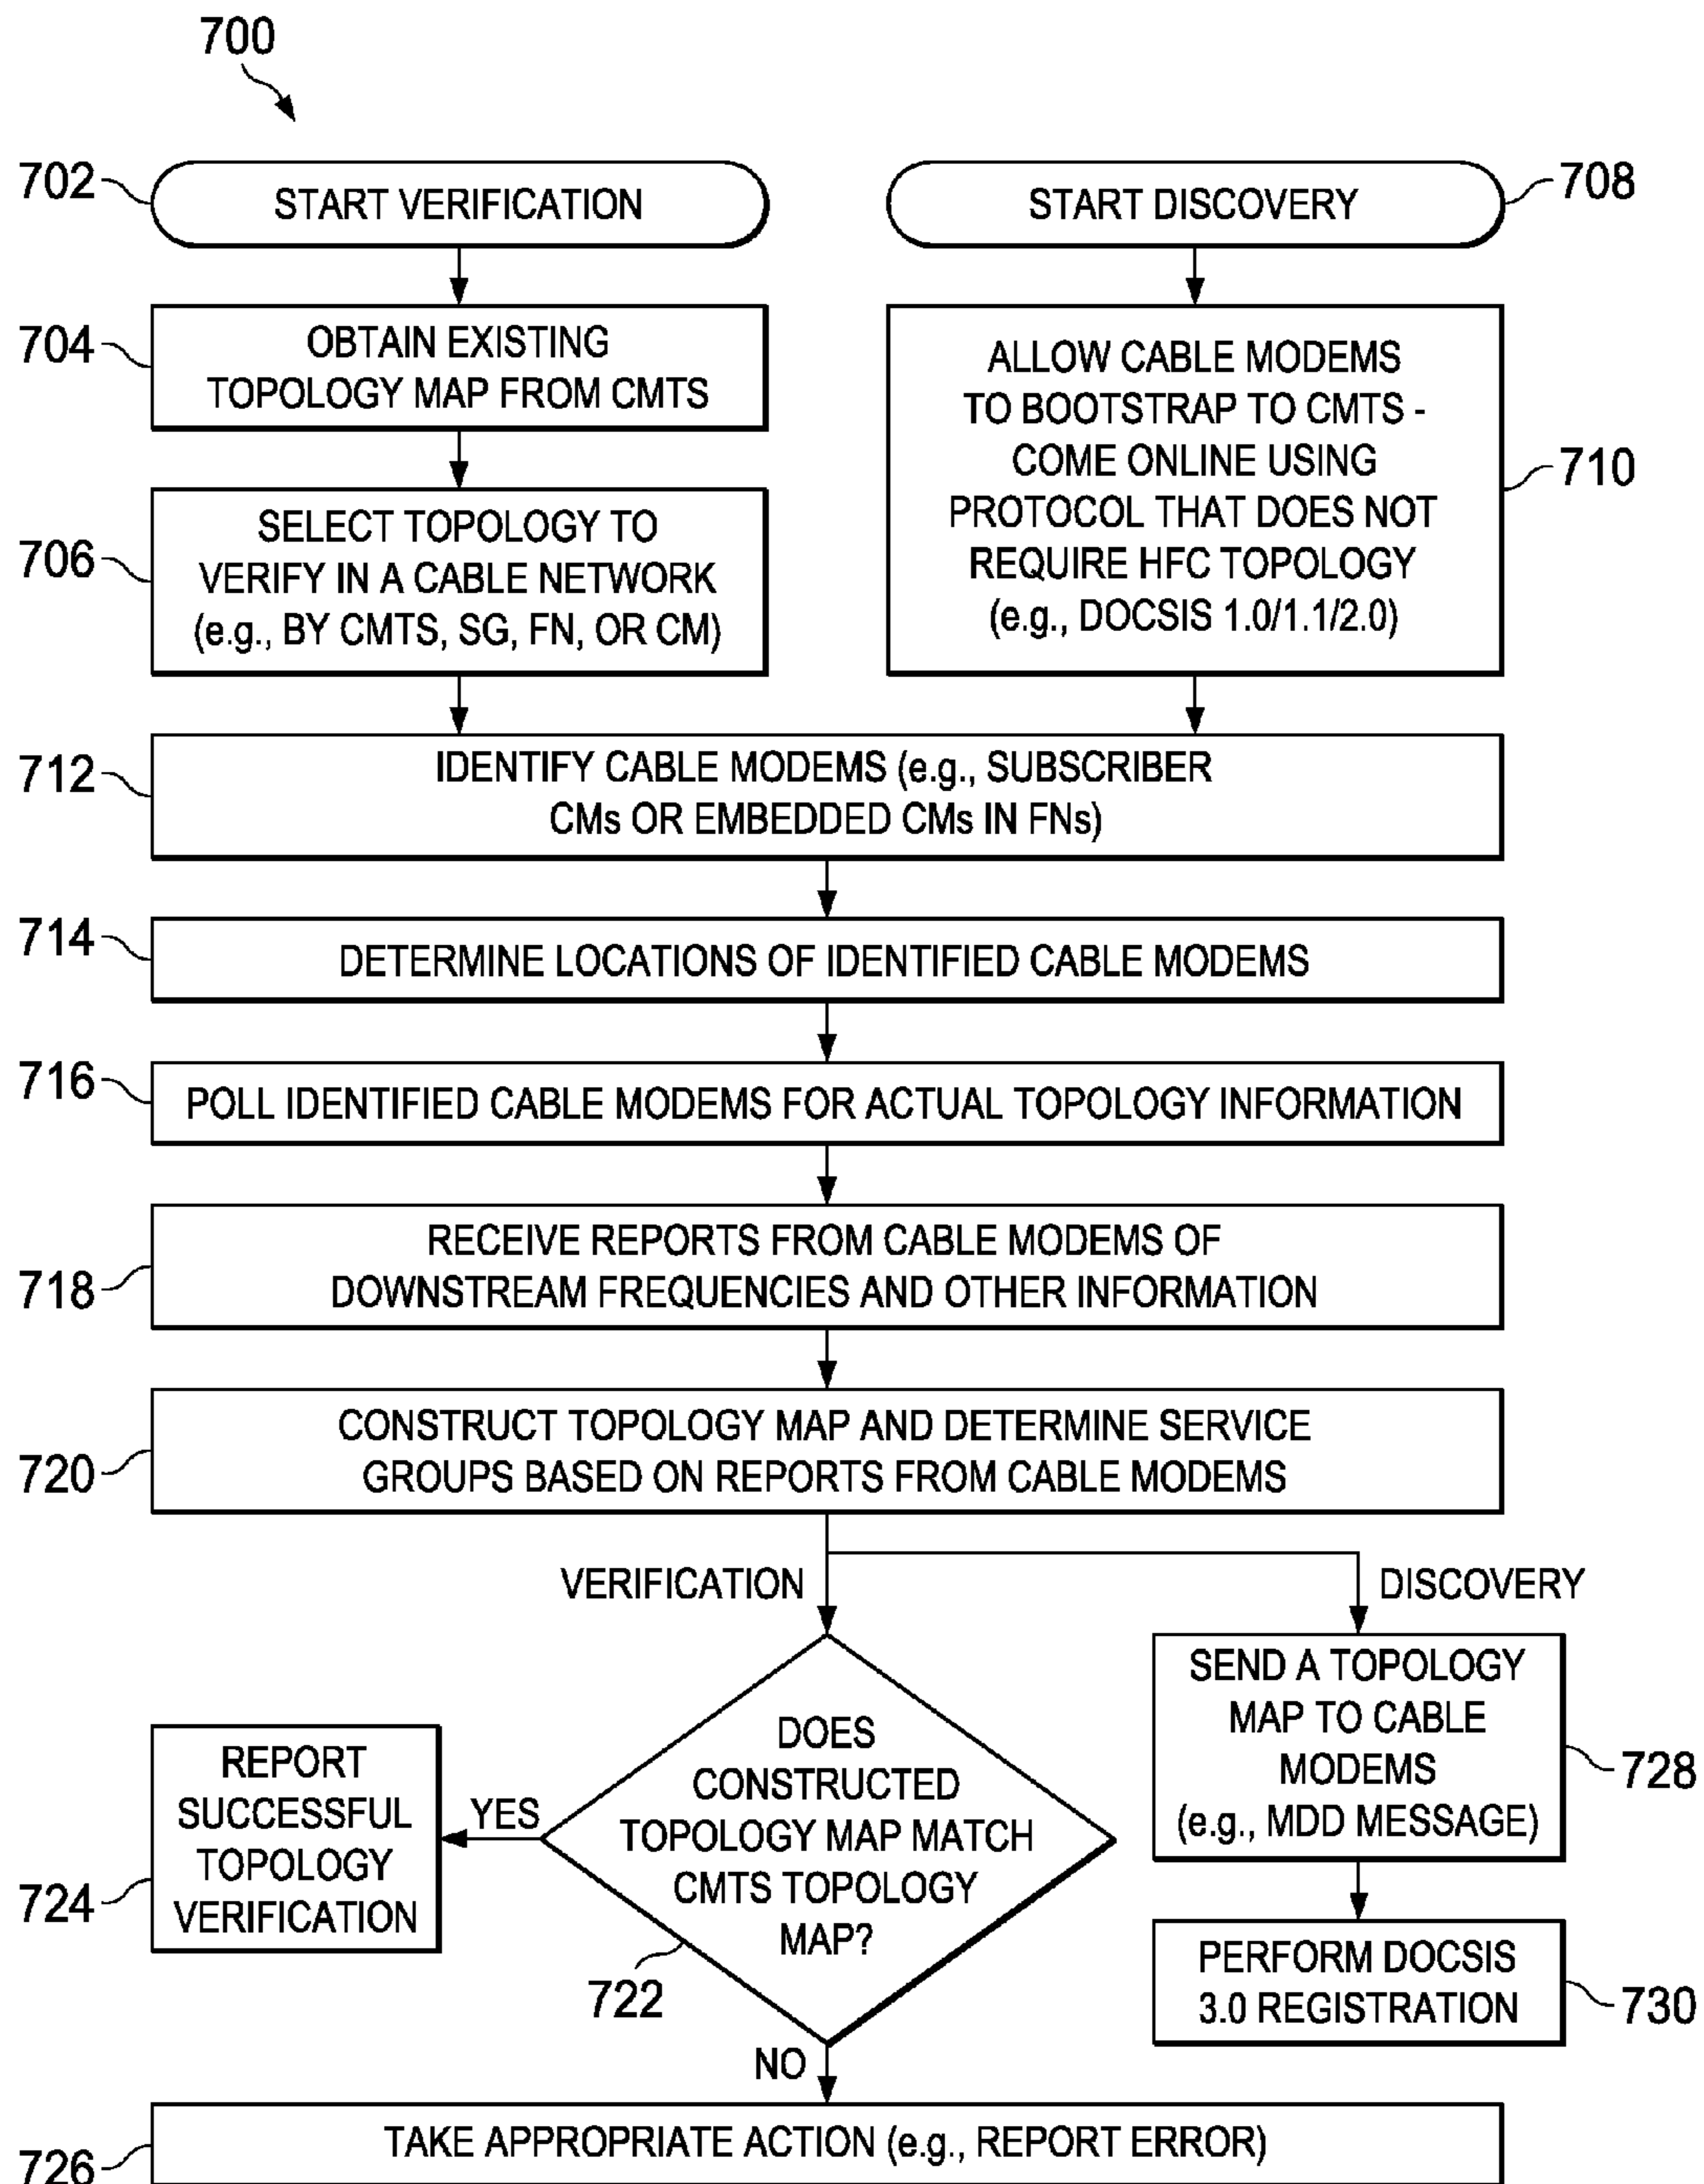 700
702
START VERIFICATION
START DISCOVERY
708
704
OBTAIN EXISTING
TOPOLOGY MAP FROM CMTS
706
SELECT TOPOLOGY TO
VERIFY IN A CABLE NETWORK
(e.g., BY CMTS, SG, FN, OR CM)
ALLOW CABLE MODEMS
TO BOOTSTRAP TO CMTS -
COME ONLINE USING
PROTOCOL THAT DOES NOT
REQUIRE HFC TOPOLOGY
(e.g., DOCSIS 1.0/1.1/2.0)
710
712
IDENTIFY CABLE MODEMS (e.g., SUBSCRIBER
CMs OR EMBEDDED CMs IN FNs)
714
DETERMINE LOCATIONS OF IDENTIFIED CABLE MODEMS
716
POLL IDENTIFIED CABLE MODEMS FOR ACTUAL TOPOLOGY INFORMATION
718
RECEIVE REPORTS FROM CABLE MODEMS OF
DOWNSTREAM FREQUENCIES AND OTHER INFORMATION
720
CONSTRUCT TOPOLOGY MAP AND DETERMINE SERVICE
GROUPS BASED ON REPORTS FROM CABLE MODEMS
VERIFICATION
DISCOVERY
DOES
CONSTRUCTED
TOPOLOGY MAP MATCH
CMTS TOPOLOGY
MAP?
722
YES
REPORT
SUCCESSFUL
TOPOLOGY
VERIFICATION
724
SEND A TOPOLOGY
MAP TO CABLE
MODEMS
(e.g., MDD MESSAGE)
728
PERFORM DOCSIS
3.0 REGISTRATION
730
NO
726
TAKE APPROPRIATE ACTION (e.g., REPORT ERROR)